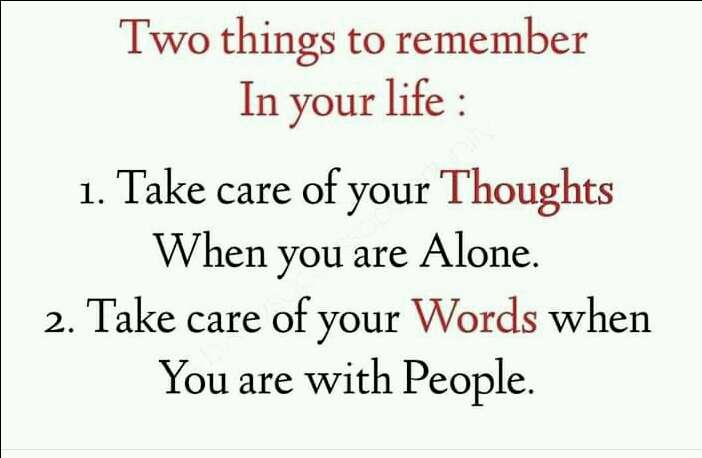 Two things to remember
In your life :
1. Take care of your Thoughts
When you are Alone.
2. Take care of your Words when
You are with People.